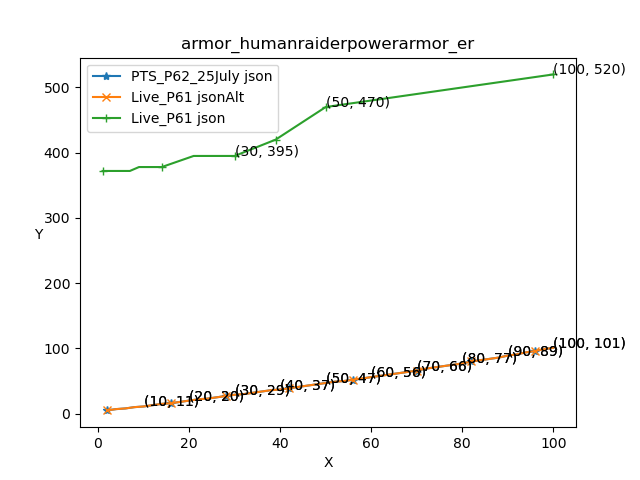 armor_humanraiderpowerarmor_er
PTS_P62_25July json
Live_P61 jsonAlt
Live_P61 json
(100, 520)
(50, 470)
(30, 395)
(100, 101)
(90, 89)
(80, 77)
(70, 66)
(60, 56)
(50, 47)
(40, 37)
(30, 29)
(20, 20)
(10, 11)
500
400
300
200
100
0
Y
0 20 40 60 80 100
X